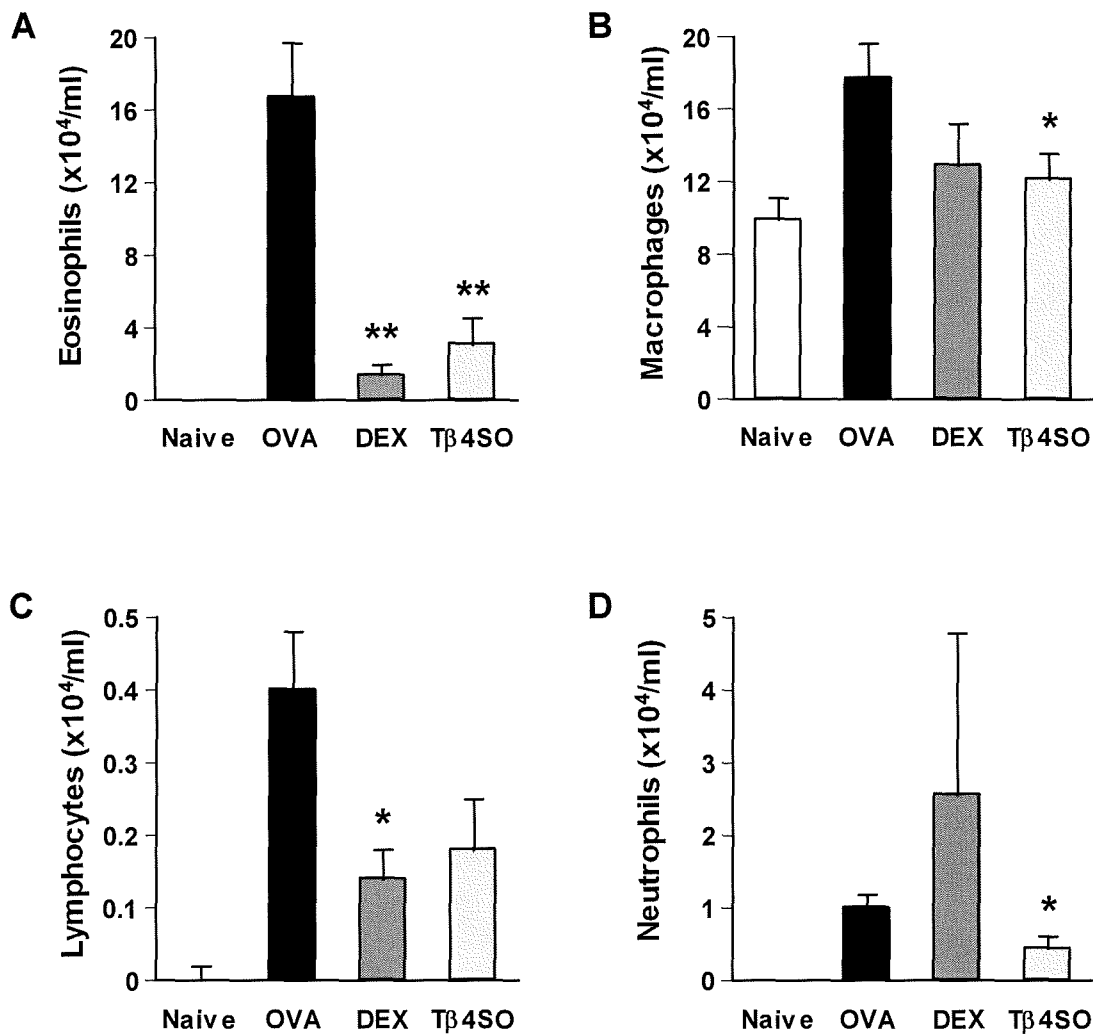 A
Eosinophils (x10⁴/ml)
20
16
12
8
4
0
**
**
Naive OVA DEX Tβ4SO
B
Macrophages (x10⁴/ml)
20
16
12
8
4
0
*
Naive OVA DEX Tβ4SO
C
Lymphocytes (x10⁴/ml)
0.5
0.4
0.3
0.2
0.1
0
*
Naive OVA DEX Tβ4SO
D
Neutrophils (x10⁴/ml)
5
4
3
2
1
0
*
Naive OVA DEX Tβ4SO